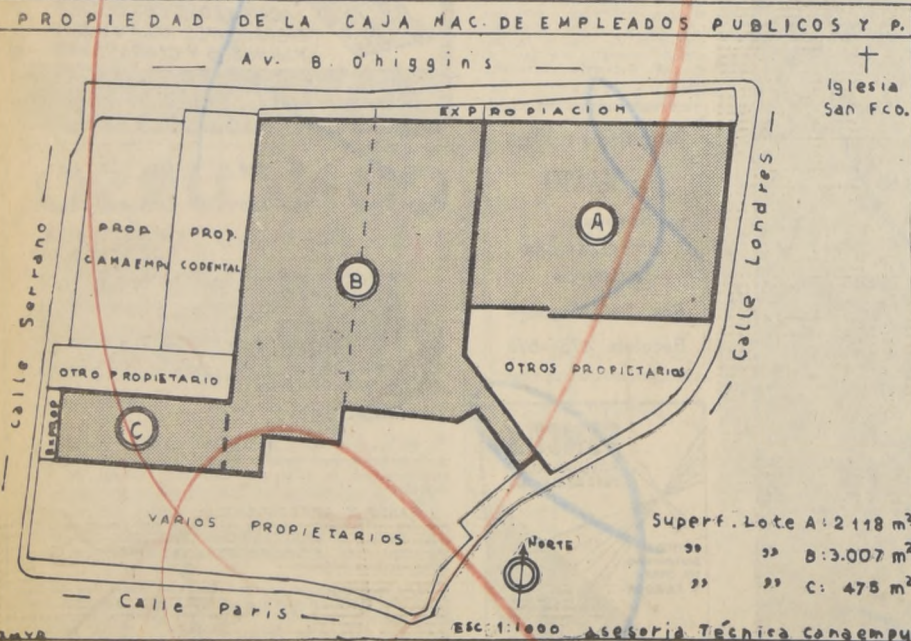 PROPIEDAD DE LA CAJA NAC. DE EMPLEADOS PUBLICOS Y P.
Av. B. O'higgins
Iglesia
San Fco.
EXPROPIACION
Calle Serrano
Calle Londres
PROP.
CANAEMPU
PROP.
CODENTAL
A
B
OTRO PROPIETARIO
OTROS PROPIETARIOS
C
VARIOS PROPIETARIOS
Superf. Lote A: 2118 m²
" " B: 3.007 m²
" " C: 475 m²
NORTE
Calle Paris
ESC: 1:1000 Asesoria Técnica Canaempu